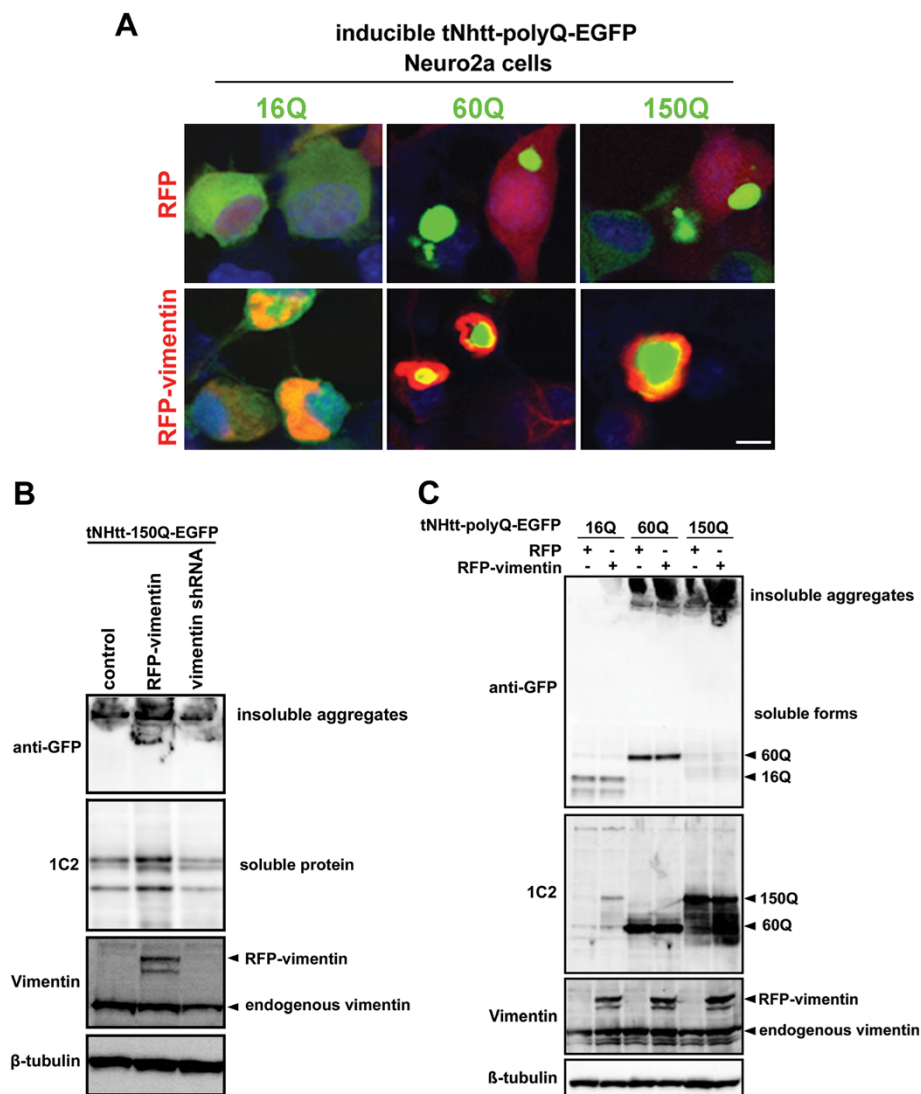 A
inducible tNhtt-polyQ-EGFP
Neuro2a cells
16Q 60Q 150Q
RFP
RFP-vimentin
B
tNHtt-150Q-EGFP
control RFP-vimentin vimentin shRNA
anti-GFP insoluble aggregates
1C2 soluble protein
Vimentin RFP-vimentin
endogenous vimentin
ß-tubulin
C
tNHtt-polyQ-EGFP 16Q 60Q 150Q
RFP + - + - + -
RFP-vimentin - + - + - +
insoluble aggregates
anti-GFP
soluble forms
60Q
16Q
1C2
150Q
60Q
Vimentin RFP-vimentin
endogenous vimentin
ß-tubulin